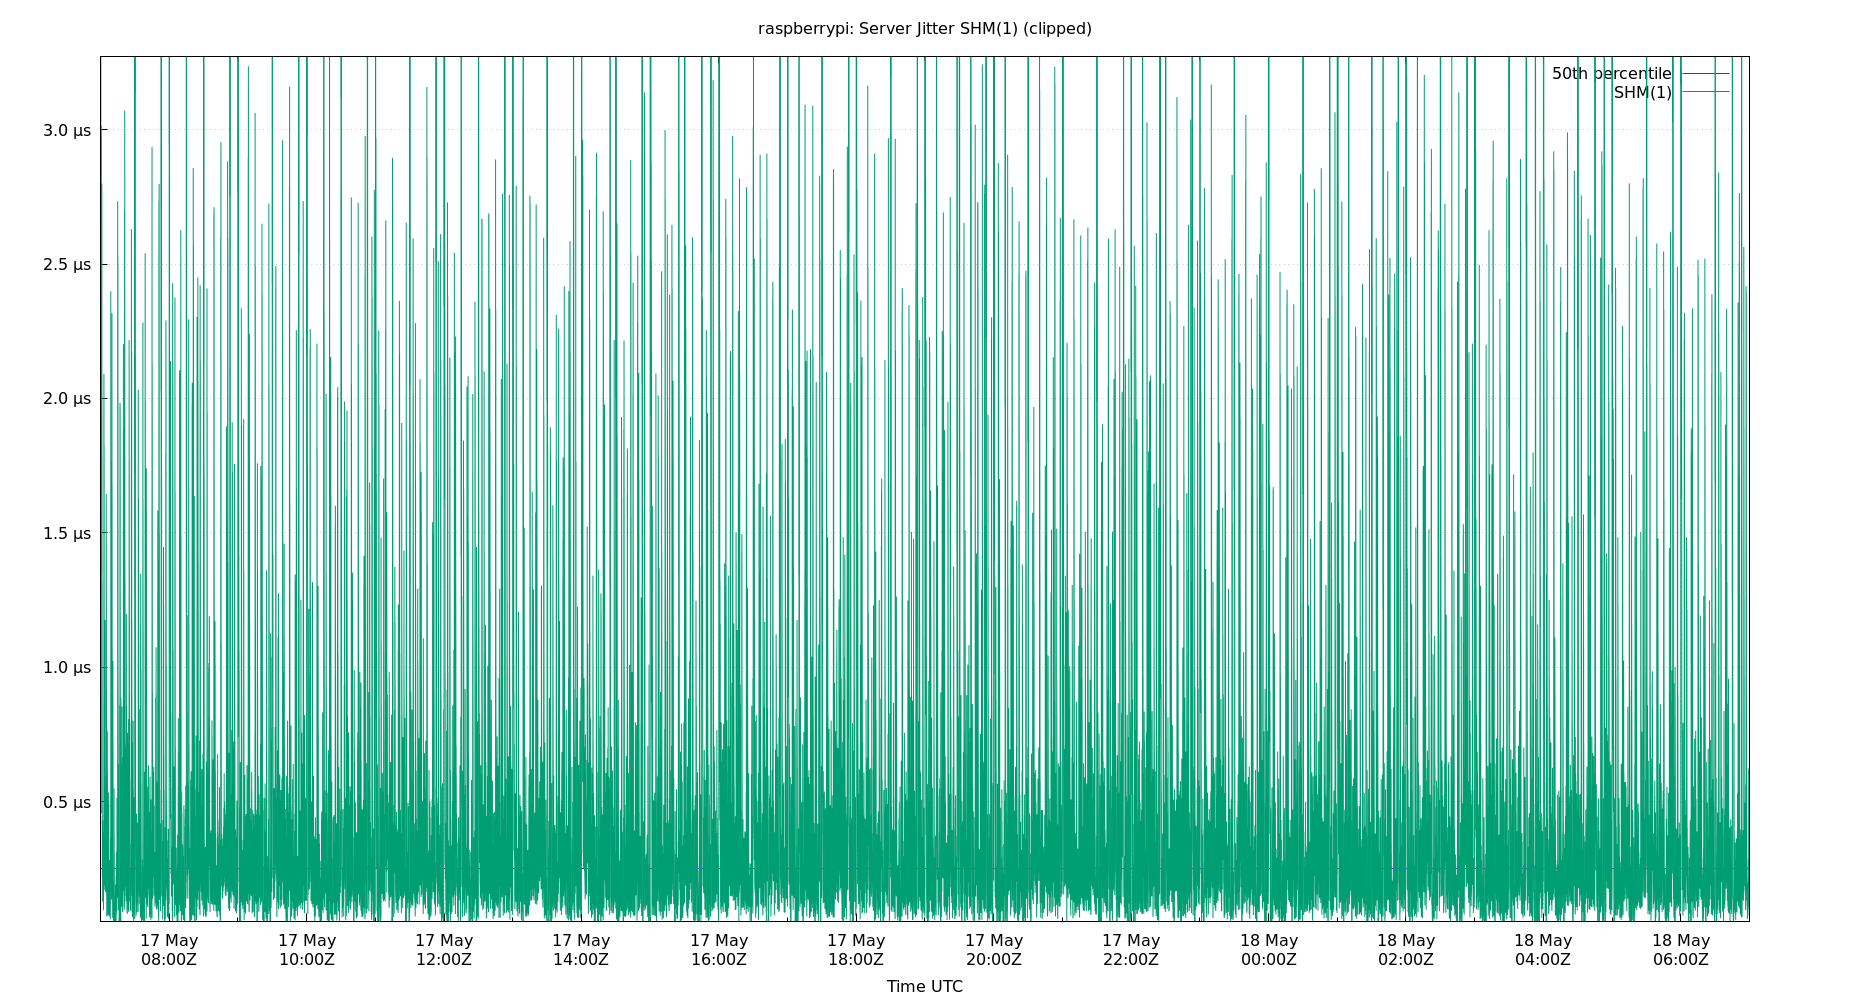 raspberrypi: Server Jitter SHM(1) (clipped)
50th percentile
SHM(1)
3.0 µs
2.5 µs
2.0 µs
1.5 µs
1.0 µs
0.5 µs
17 May 17 May 17 May 17 May 17 May 17 May 17 May 17 May 18 May 18 May 18 May 18 May
08:00Z 10:00Z 12:00Z 14:00Z 16:00Z 18:00Z 20:00Z 22:00Z 00:00Z 02:00Z 04:00Z 06:00Z
Time UTC